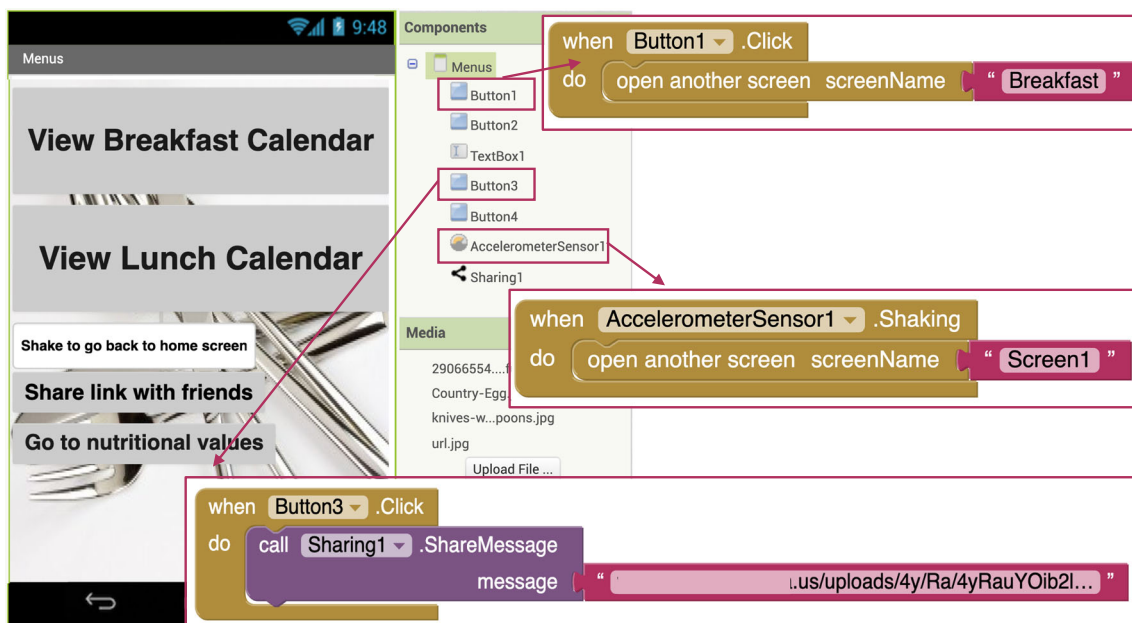 9:48
Menus
View Breakfast Calendar
View Lunch Calendar
Shake to go back to home screen
Share link with friends
Go to nutritional values
Components
Menus
Button1
Button2
TextBox1
Button3
Button4
AccelerometerSensor1
Sharing1
Media
29066554....f
Country-Egg.
knives-w...poons.jpg
url.jpg
Upload File ...
when Button1 .Click
do open another screen screenName " Breakfast "
when AccelerometerSensor1 .Shaking
do open another screen screenName " Screen1 "
when Button3 .Click
do call Sharing1 .ShareMessage
message " .us/uploads/4y/Ra/4yRauYOib2l... "